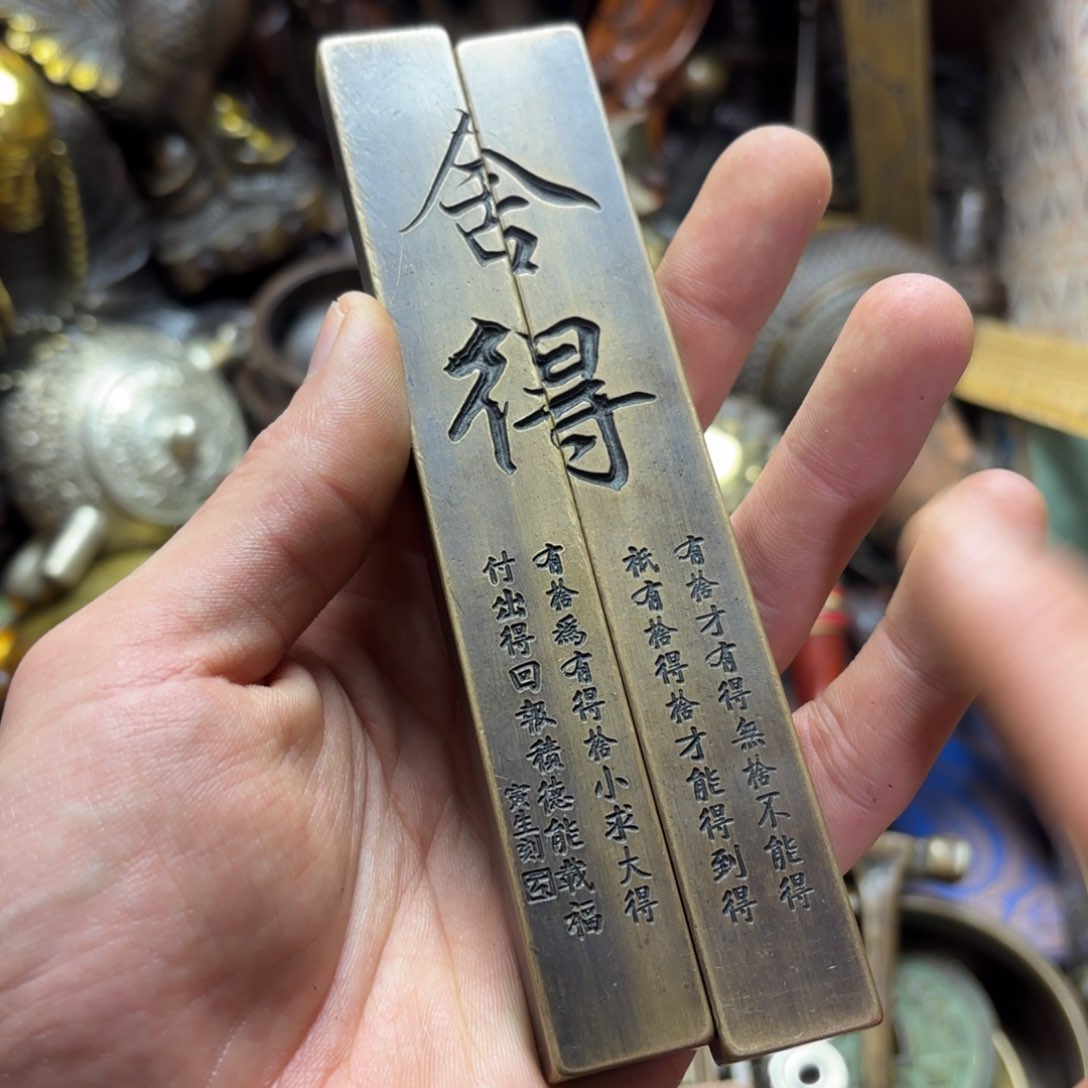 舍得
有捨才有得無捨不能得
祇有捨得捨才能得到得
有捨為有得捨小求大得
付出得回報積德能載福
寅生刻